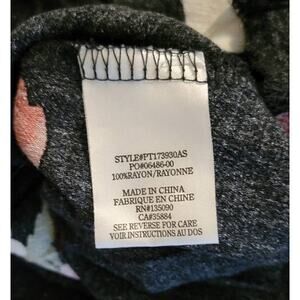 STYLE#PT173930AS
PO#06486-00
100%RAYON/RAYONNE
MADE IN CHINA
FABRIQUE EN CHINE
RN#135090
CA#35884
SEE REVERSE FOR CARE
VOIR INSTRUCTIONS AU DOS